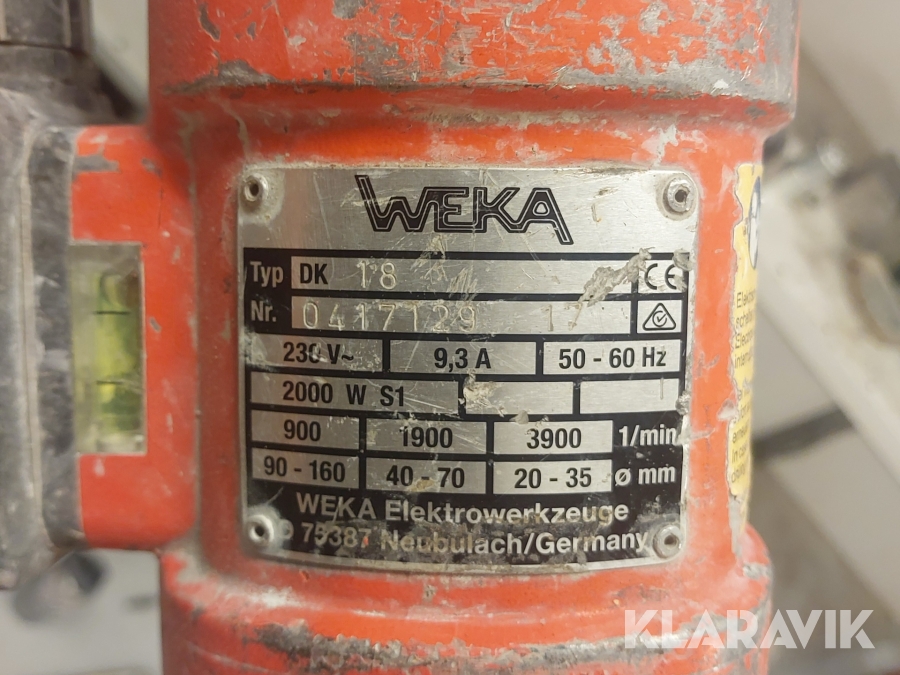 WEKA
Typ DK 18 CE
Nr. 0417129 17
230 V~ 9,3 A 50 - 60 Hz
2000 W S1
900 1900 3900 1/min
90 - 160 40 - 70 20 - 35 ø mm
WEKA Elektrowerkzeuge
75387 Neubulach/Germany
KLARAVIK